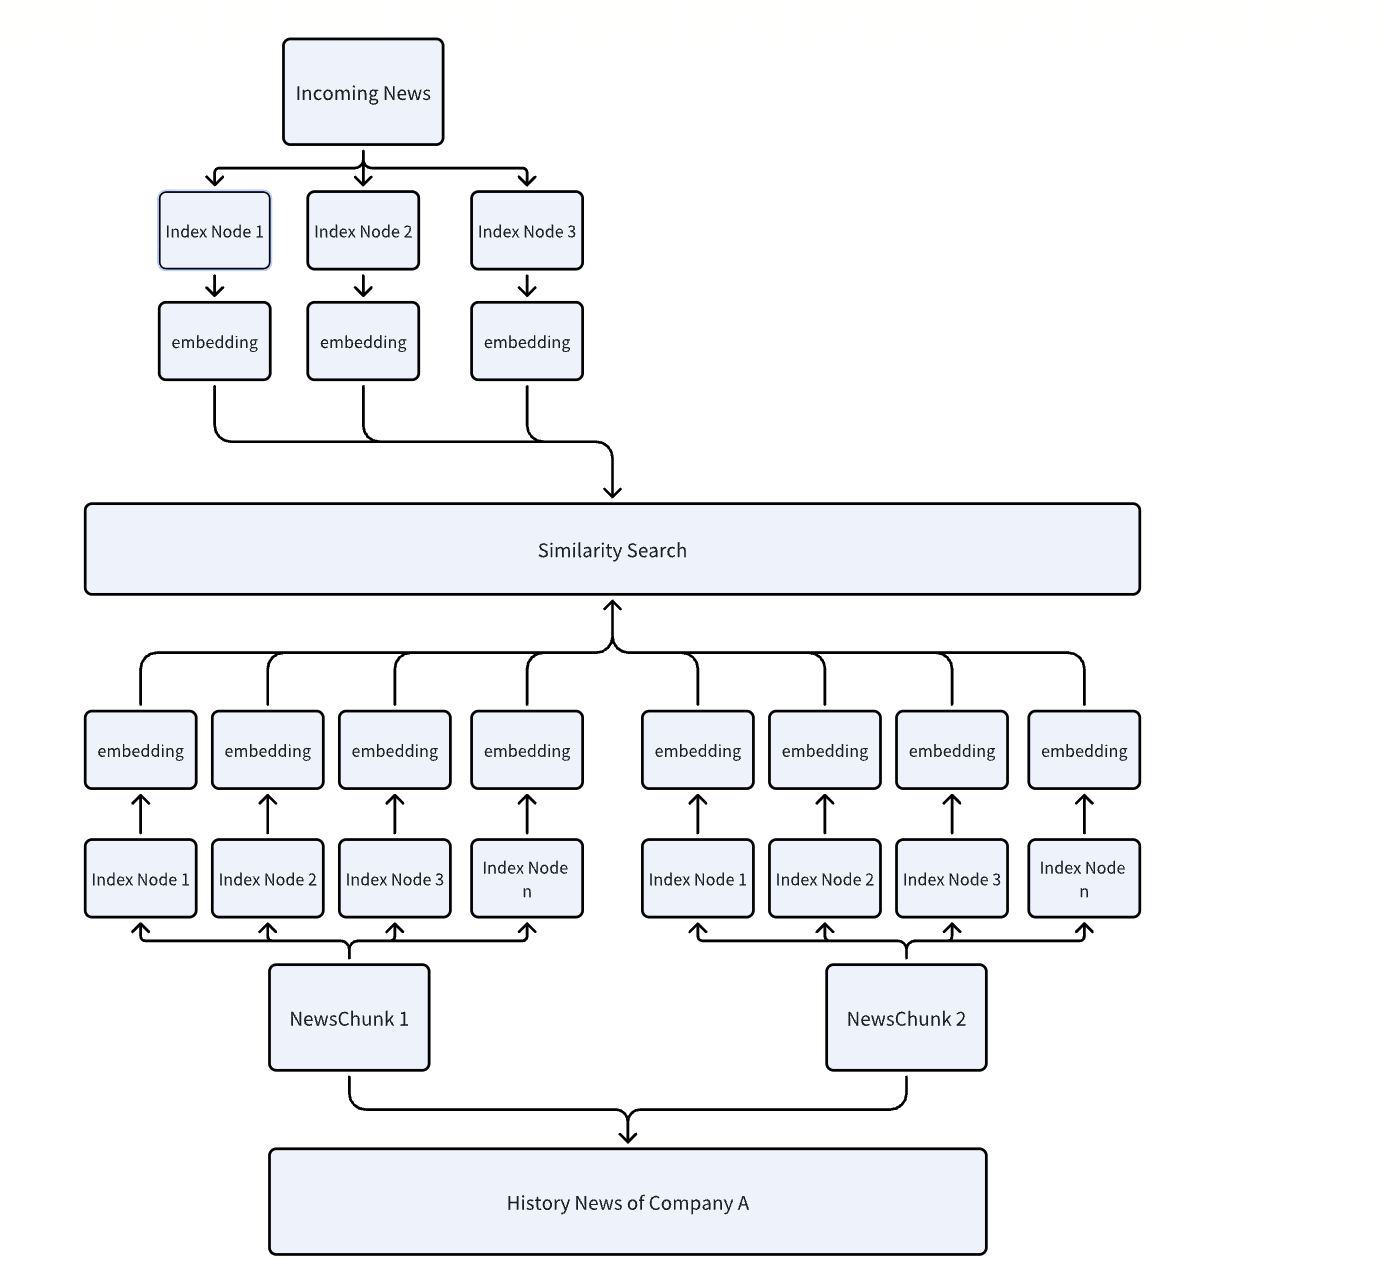 Incoming News
Index Node 1
Index Node 2
Index Node 3
embedding
embedding
embedding
Similarity Search
embedding
embedding
embedding
embedding
embedding
embedding
embedding
embedding
Index Node 1
Index Node 2
Index Node 3
Index Node
n
Index Node 1
Index Node 2
Index Node 3
Index Node
n
NewsChunk 1
NewsChunk 2
History News of Company A